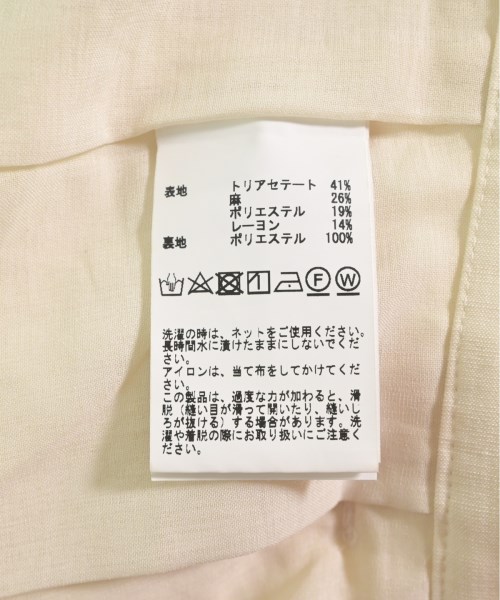 表地 トリアセテート 41%
麻 26%
ポリエステル 19%
レーヨン 14%
裏地 ポリエステル 100%
F W
洗濯の時は、ネットをご使用ください。
長時間水に漬けたままにしないでくだ
さい。
アイロンは、当て布をしてかけてくだ
さい。
この製品は、過度な力が加わると、滑
脱（縫い目が滑って開いたり、縫いし
ろが抜ける）する場合があります。洗
濯や着脱の際にお取り扱いにご注意く
ださい。